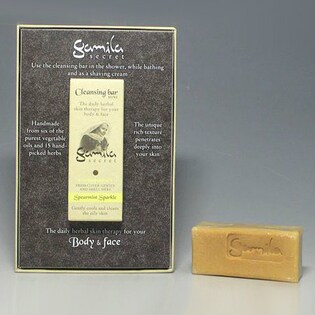 gamila
secret
Use the cleansing bar in the shower, while bathing
and as a shaving cream
Cleansing bar
The daily herbal
skin therapy for your
body & face
gamila
secret
Handmade
from six of the
purest vegetable
oils and 15 hand-
picked herbs
The unique
rich texture
penetrates
deeply into
your skin
Spearmint Sparkle
The daily herbal skin therapy for your
Body & face
gamila